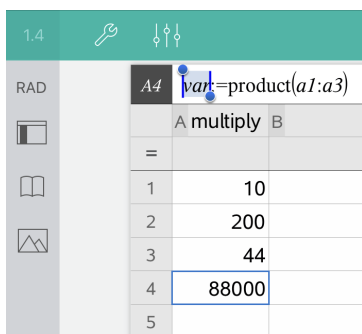 1.4
RAD
A4 var:=product(a1:a3)
A multiply B
=
1 10
2 200
3 44
4 88000
5